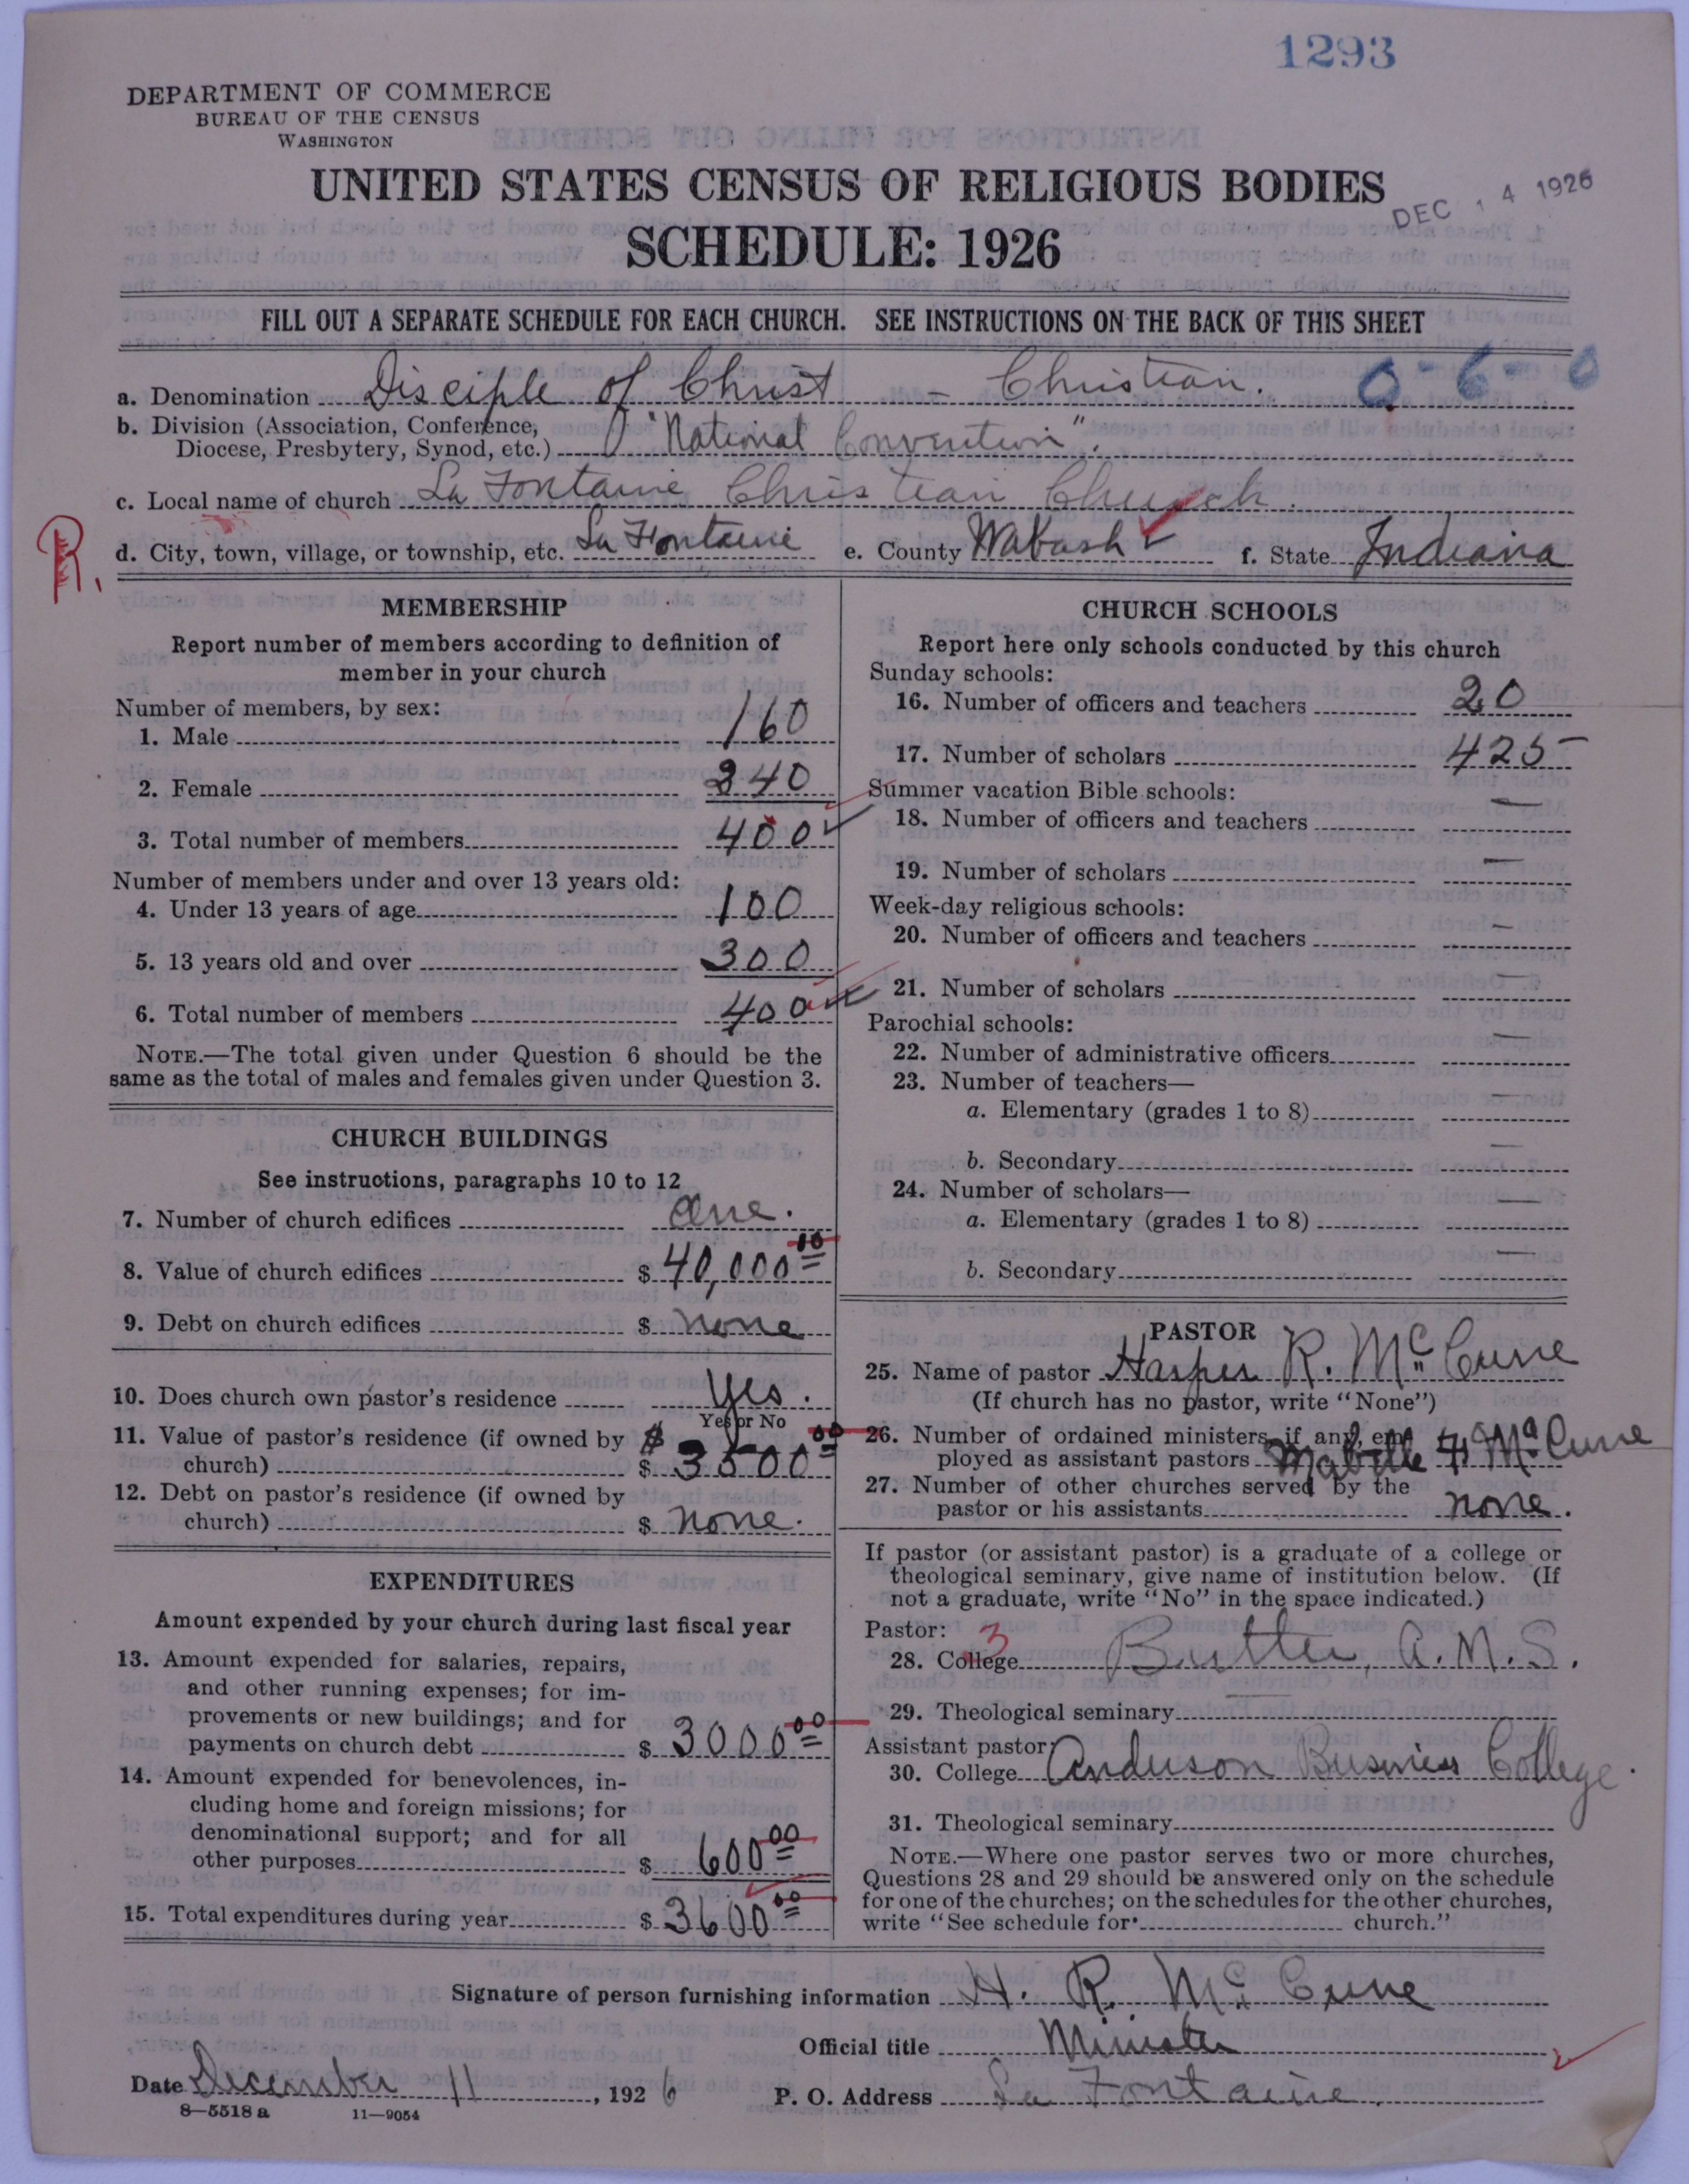 1293
DEPARTMENT OF COMMERCE
BUREAU OF THE CENSUS
WASHINGTON
UNITED STATES CENSUS OF RELIGIOUS BODIES
DEC 14 1926
SCHEDULE: 1926
FILL OUT A SEPARATE SCHEDULE FOR EACH CHURCH. SEE INSTRUCTIONS ON THE BACK OF THIS SHEET
a. Denomination Disciple of Christ - Christian. 0-6-0
b. Division (Association, Conference,
Diocese, Presbytery, Synod, etc.) "National Convention".
c. Local name of church La Fontaine Christian Church.
R.
d. City, town, village, or township, etc. La Fontaine e. County Wabash f. State Indiana
MEMBERSHIP
Report number of members according to definition of
member in your church
Number of members, by sex:
1. Male 160
2. Female 240
3. Total number of members 400
Number of members under and over 13 years old:
4. Under 13 years of age 100
5. 13 years old and over 300
6. Total number of members 400
NOTE.—The total given under Question 6 should be the
same as the total of males and females given under Question 3.
CHURCH BUILDINGS
See instructions, paragraphs 10 to 12
7. Number of church edifices One.
8. Value of church edifices $ 40,000 00
9. Debt on church edifices $ none
10. Does church own pastor's residence Yes.
Yes or No
11. Value of pastor's residence (if owned by $
church) $ 3500 00
12. Debt on pastor's residence (if owned by
church) $ none.
EXPENDITURES
Amount expended by your church during last fiscal year
13. Amount expended for salaries, repairs,
and other running expenses; for im-
provements or new buildings; and for
payments on church debt $ 3000 00
14. Amount expended for benevolences, in-
cluding home and foreign missions; for
denominational support; and for all
other purposes $ 600 00
15. Total expenditures during year $ 3600 00
CHURCH SCHOOLS
Report here only schools conducted by this church
Sunday schools:
16. Number of officers and teachers 20
17. Number of scholars 425
Summer vacation Bible schools:
18. Number of officers and teachers —
19. Number of scholars —
Week-day religious schools:
20. Number of officers and teachers —
21. Number of scholars —
Parochial schools:
22. Number of administrative officers —
23. Number of teachers—
a. Elementary (grades 1 to 8) —
b. Secondary —
24. Number of scholars—
a. Elementary (grades 1 to 8) —
b. Secondary —
PASTOR
25. Name of pastor Harper R. McCune
(If church has no pastor, write "None")
26. Number of ordained ministers, if any, em-
ployed as assistant pastors Mabelle H McCune
27. Number of other churches served by the
pastor or his assistants none.
If pastor (or assistant pastor) is a graduate of a college or
theological seminary, give name of institution below. (If
not a graduate, write "No" in the space indicated.)
Pastor: 3
28. College Butler, A.M.S.
29. Theological seminary
Assistant pastor:
30. College Anderson Business College.
31. Theological seminary
NOTE.—Where one pastor serves two or more churches,
Questions 28 and 29 should be answered only on the schedule
for one of the churches; on the schedules for the other churches,
write "See schedule for church."
Signature of person furnishing information H. R. McCune
Official title Minister
Date December 11, 1926 P. O. Address La Fontaine
8—5518 a 11—9054